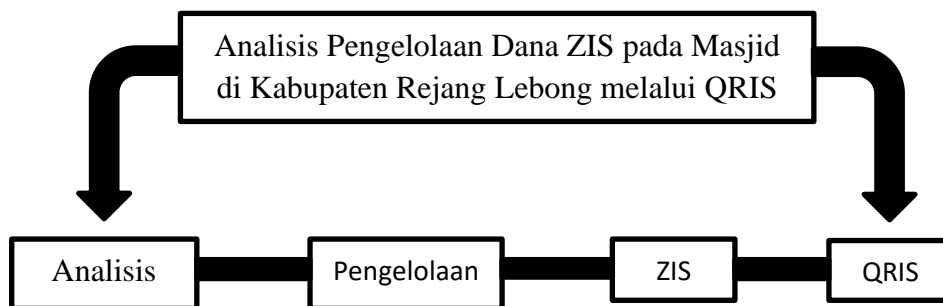 Analisis Pengelolaan Dana ZIS pada Masjid
di Kabupaten Rejang Lebong melalui QRIS
Analisis
Pengelolaan
ZIS
QRIS